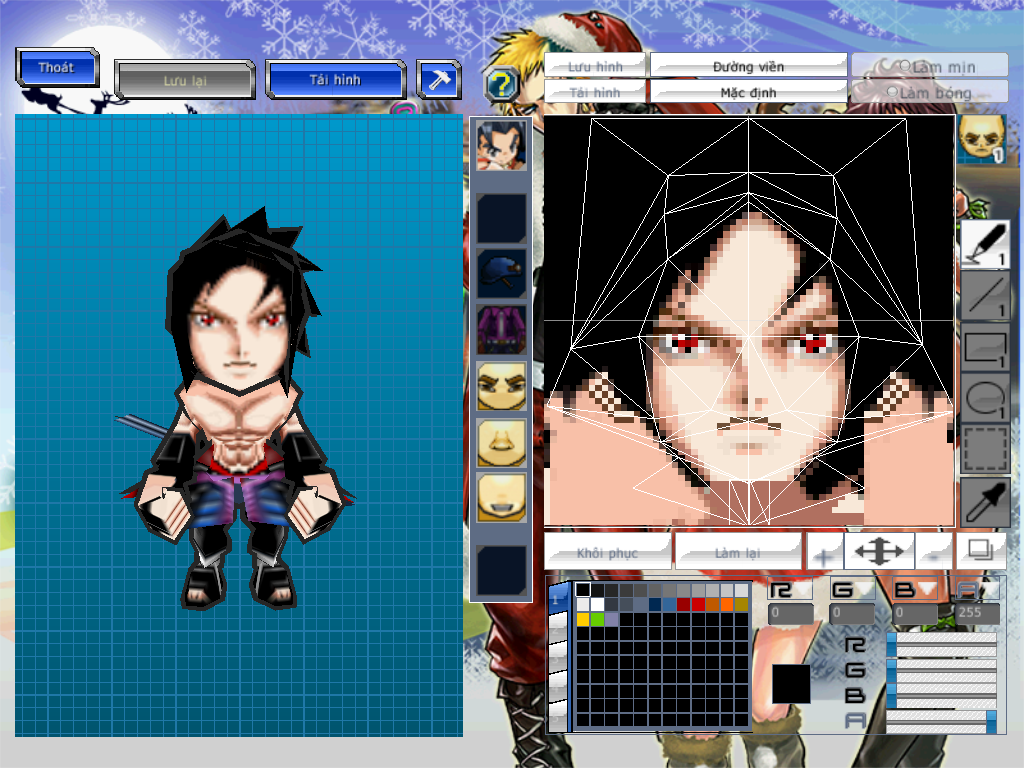 Thoát
Lưu lại
Tải hình
Lưu hình
Đường viền
Làm mịn
Tải hình
Mặc định
Làm bóng
1
1
1
1
1
Khôi phục
Làm lại
1
R
G
B
A
0
0
0
255
R
G
B
A